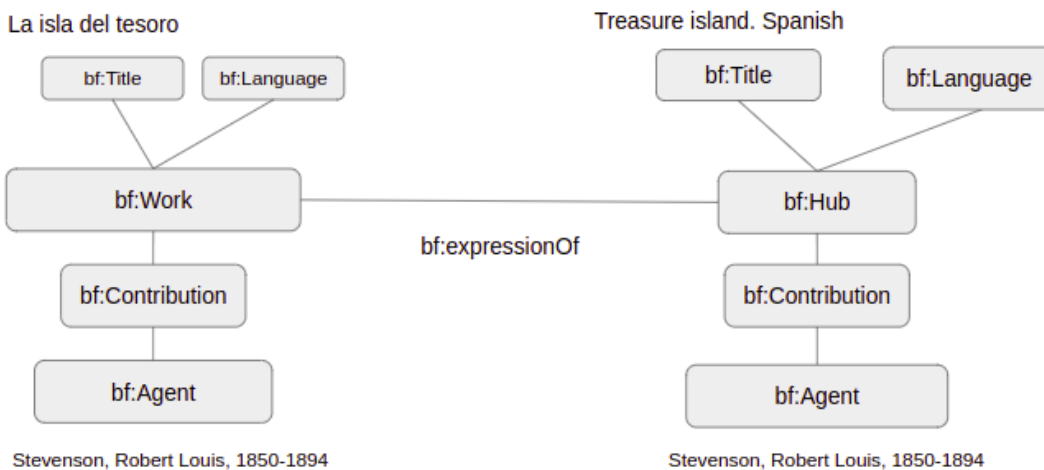 La isla del tesoro
Treasure island. Spanish
bf:Title
bf:Language
bf:Title
bf:Language
bf:Work
bf:Hub
bf:expressionOf
bf:Contribution
bf:Contribution
bf:Agent
bf:Agent
Stevenson, Robert Louis, 1850-1894
Stevenson, Robert Louis, 1850-1894